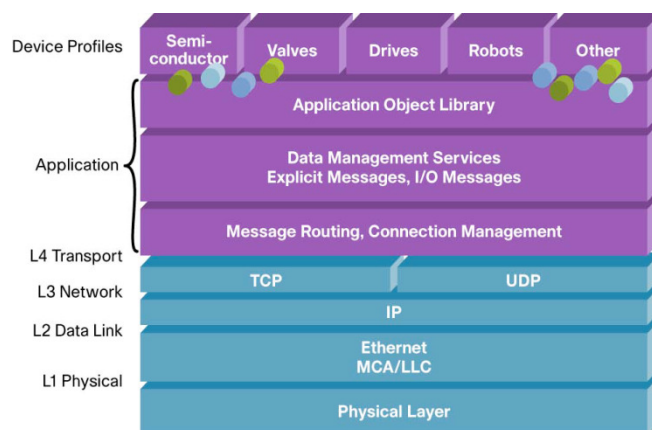 Device Profiles
Semi-
conductor
Valves
Drives
Robots
Other
Application Object Library
Application
Data Management Services
Explicit Messages, I/O Messages
Message Routing, Connection Management
L4 Transport
TCP
UDP
L3 Network
IP
L2 Data Link
Ethernet
MCA/LLC
L1 Physical
Physical Layer